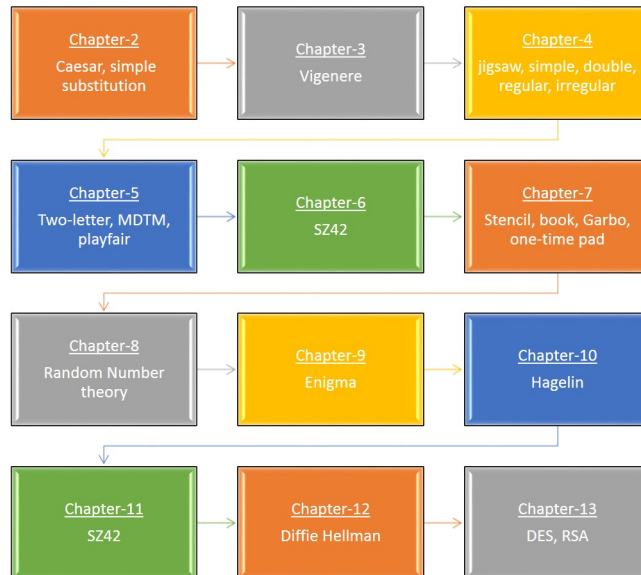 Chapter-2
Caesar, simple
substitution
Chapter-3
Vigenere
Chapter-4
jigsaw, simple, double,
regular, irregular
Chapter-5
Two-letter, MDTM,
playfair
Chapter-6
SZ42
Chapter-7
Stencil, book, Garbo,
one-time pad
Chapter-8
Random Number
theory
Chapter-9
Enigma
Chapter-10
Hagelin
Chapter-11
SZ42
Chapter-12
Diffie Hellman
Chapter-13
DES, RSA